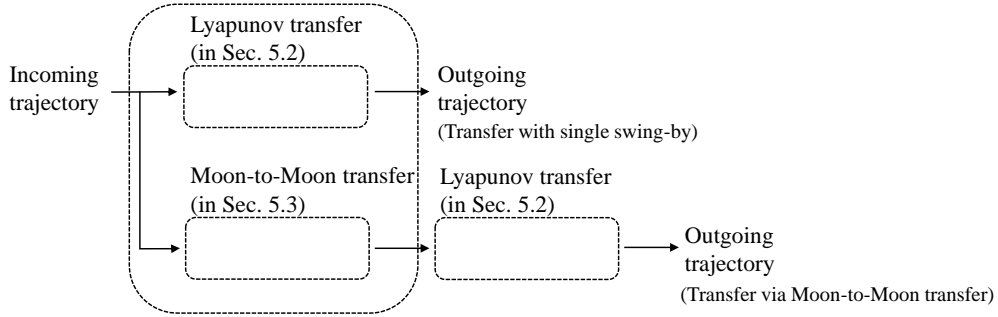 Lyapunov transfer
(in Sec. 5.2)
Incoming
trajectory
Outgoing
trajectory
(Transfer with single swing-by)
Moon-to-Moon transfer
(in Sec. 5.3)
Lyapunov transfer
(in Sec. 5.2)
Outgoing
trajectory
(Transfer via Moon-to-Moon transfer)